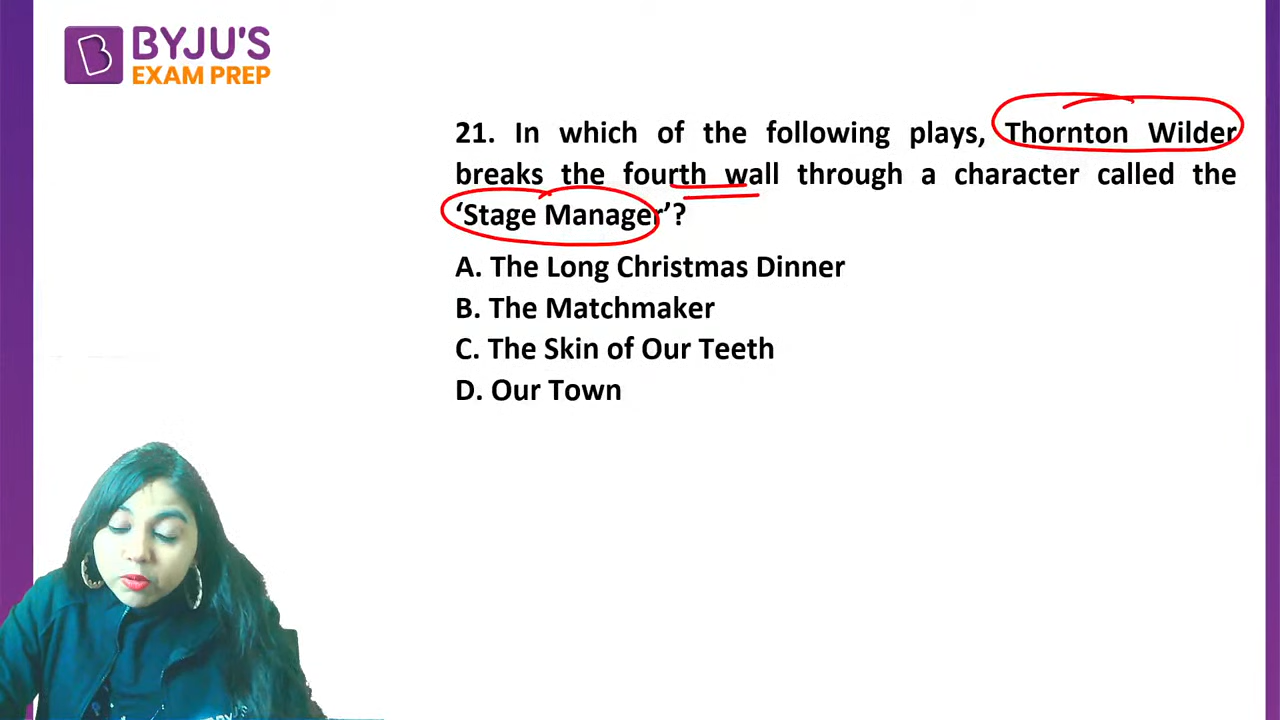 BYJU'S
EXAM PREP
21. In which of the following plays, Thornton Wilder
breaks the fourth wall through a character called the
‘Stage Manager’?
A. The Long Christmas Dinner
B. The Matchmaker
C. The Skin of Our Teeth
D. Our Town